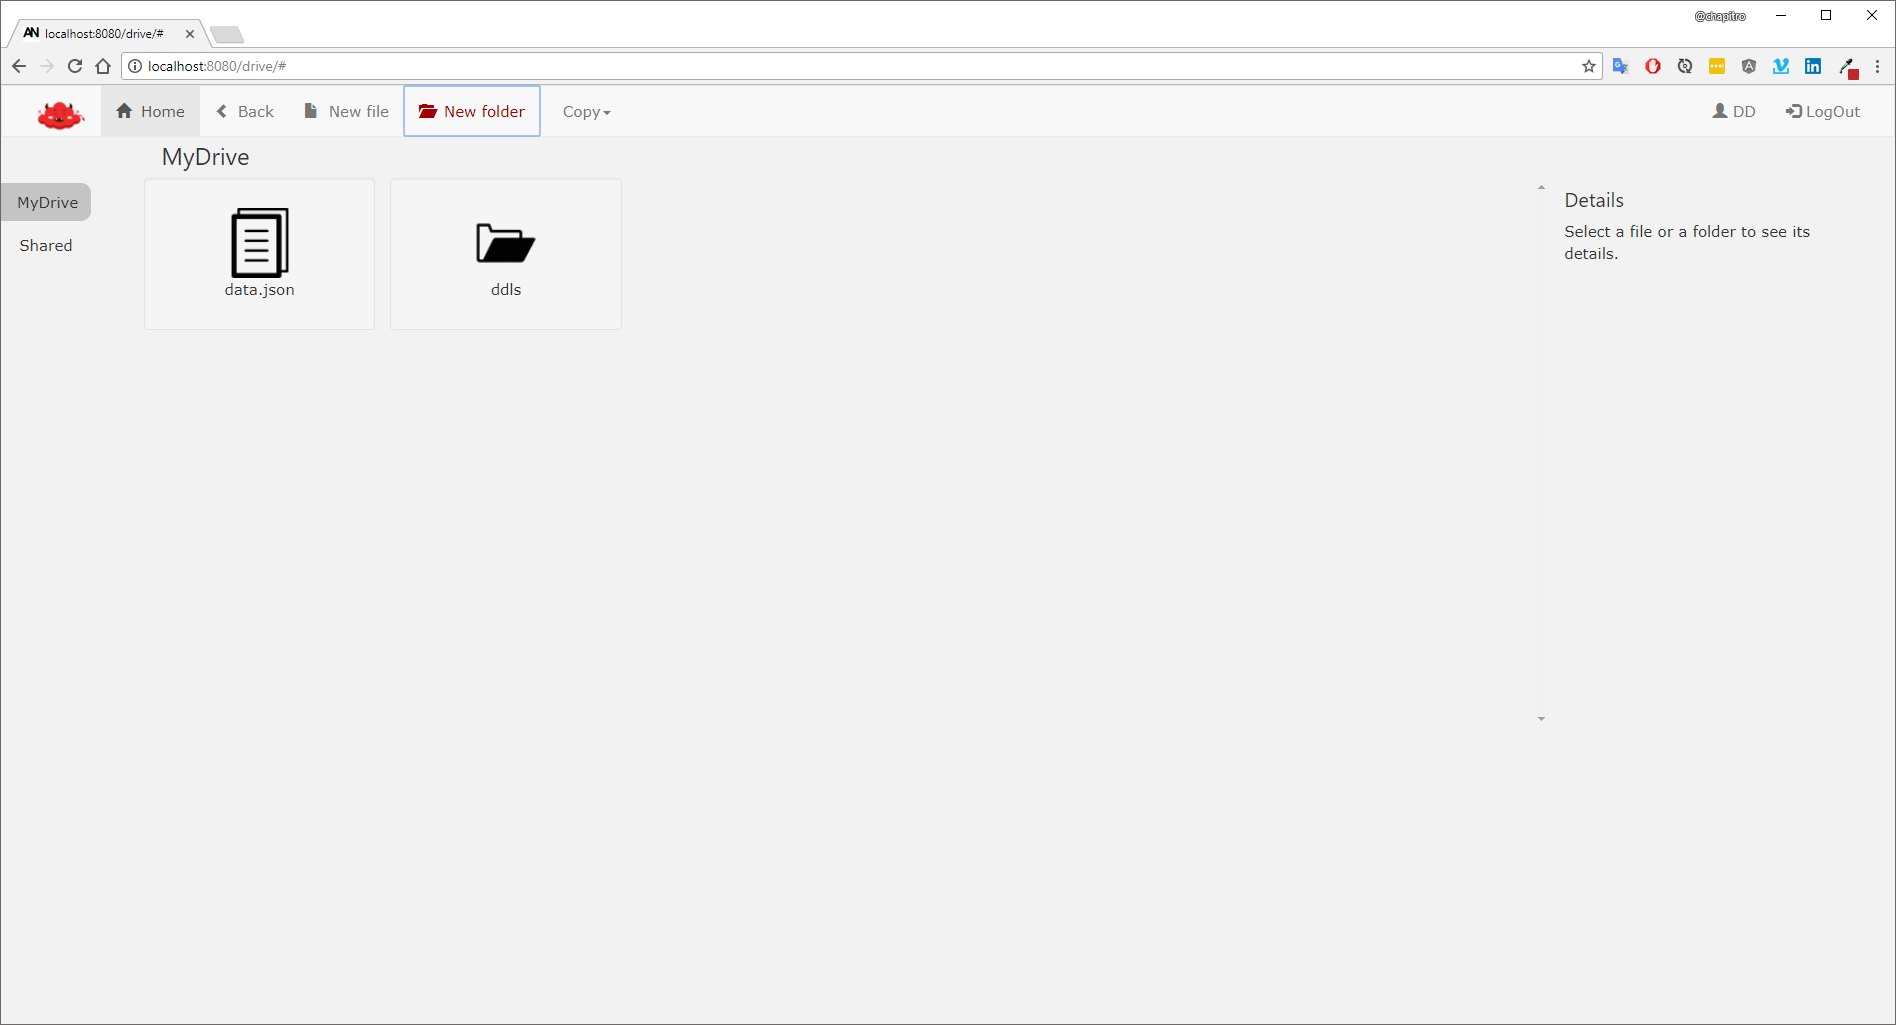 @chapitro
AN localhost:8080/drive/#
localhost:8080/drive/#
Home Back New file New folder Copy DD LogOut
MyDrive
MyDrive
Shared
data.json
ddls
Details
Select a file or a folder to see its
details.